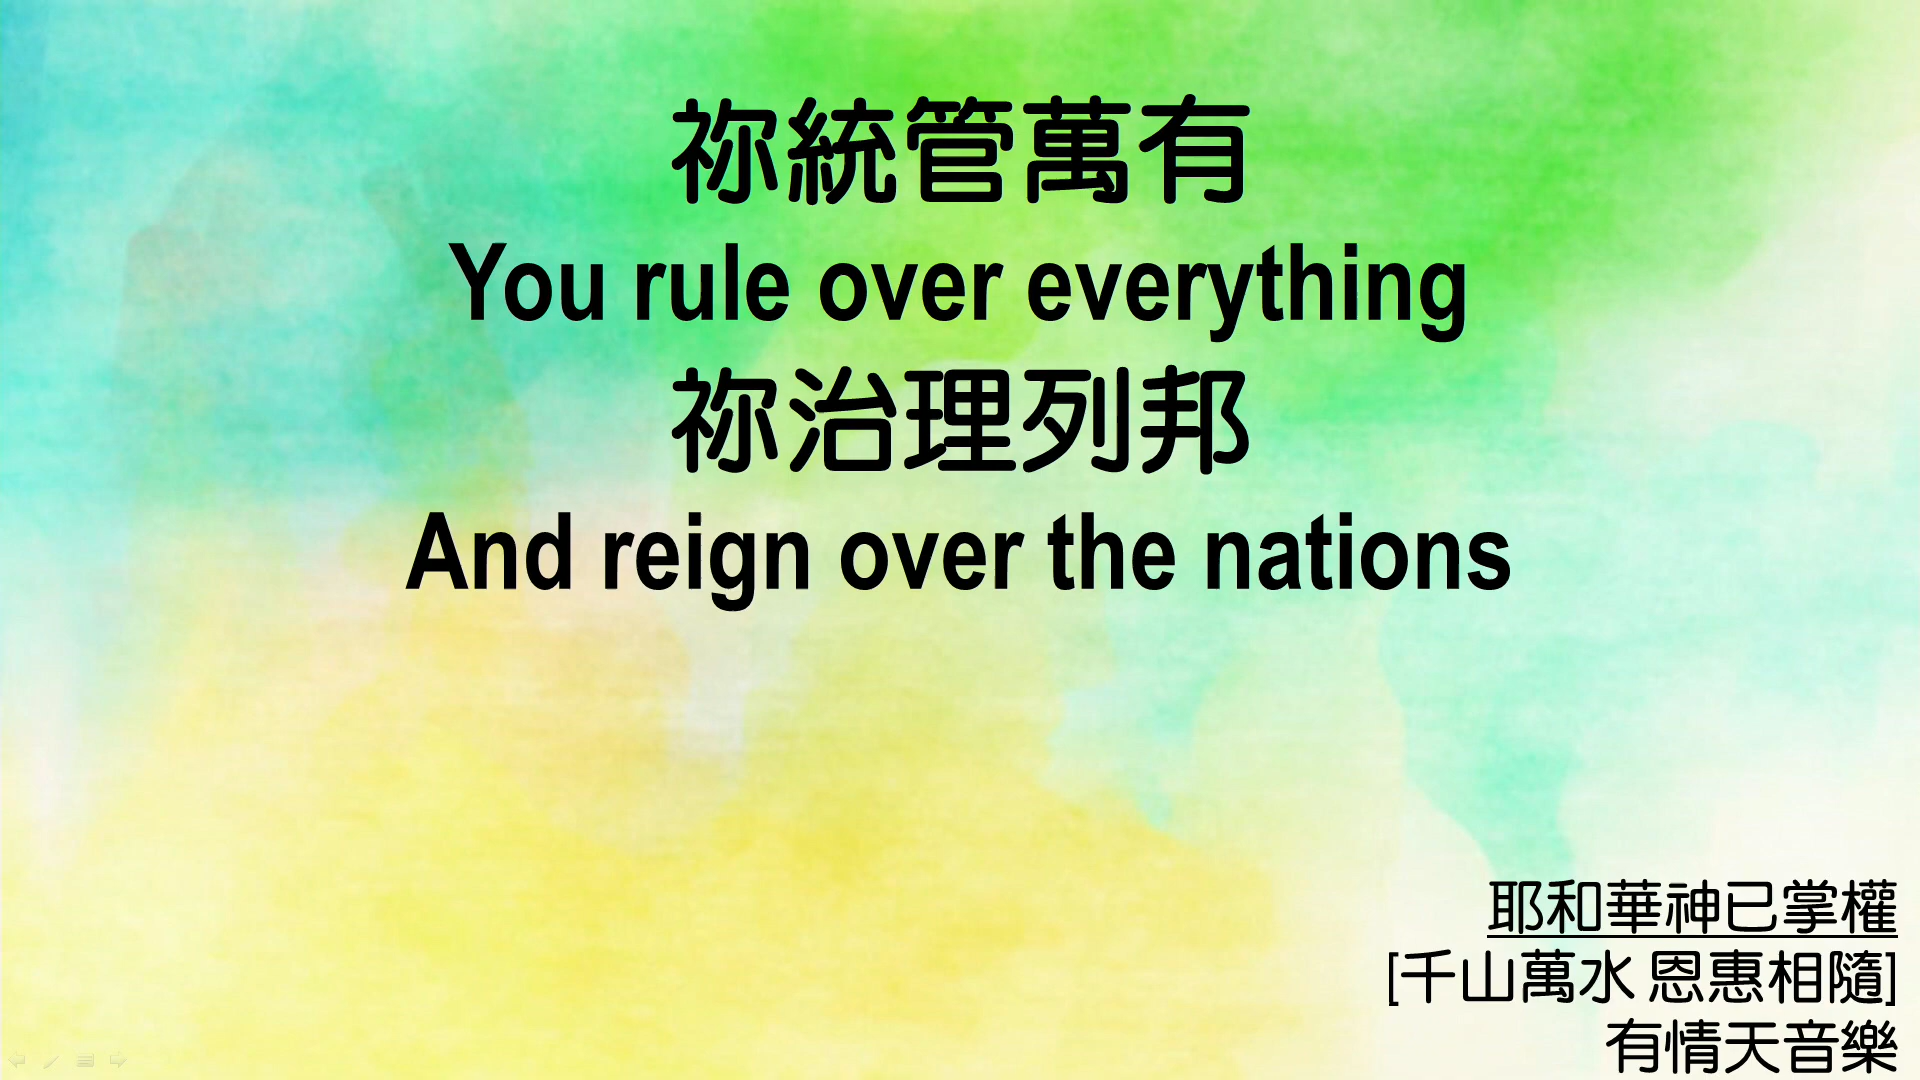 祢統管萬有
You rule over everything
祢治理列邦
And reign over the nations
耶和華神已掌權
[千山萬水 恩惠相隨]
有情天音樂